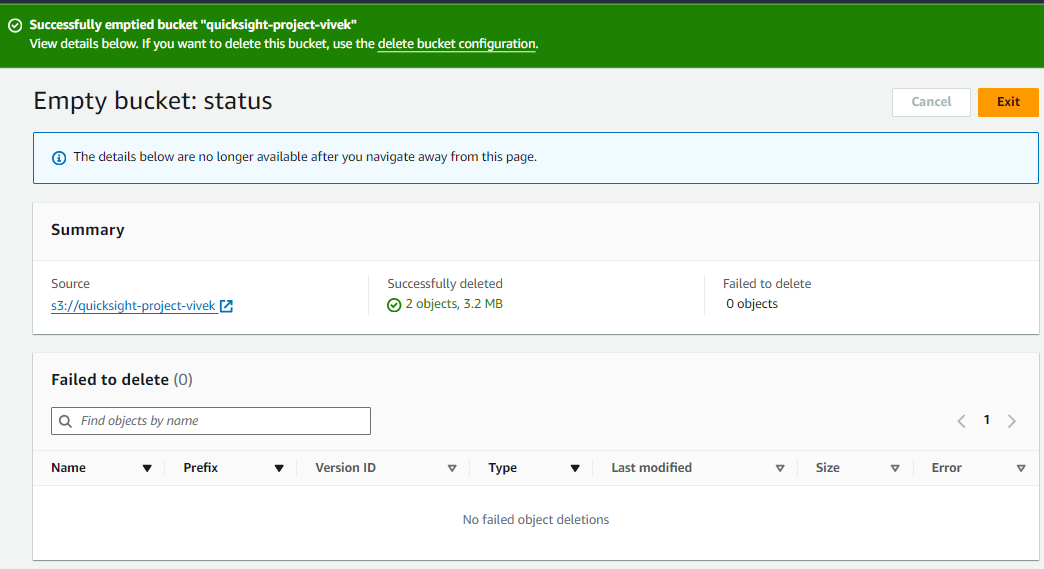 Successfully emptied bucket "quicksight-project-vivek"
View details below. If you want to delete this bucket, use the delete bucket configuration.
Empty bucket: status
Cancel
Exit
The details below are no longer available after you navigate away from this page.
Summary
Source
Successfully deleted
Failed to delete
s3://quicksight-project-vivek
2 objects, 3.2 MB
0 objects
Failed to delete (0)
Find objects by name
1
Name Prefix Version ID Type Last modified Size Error
No failed object deletions